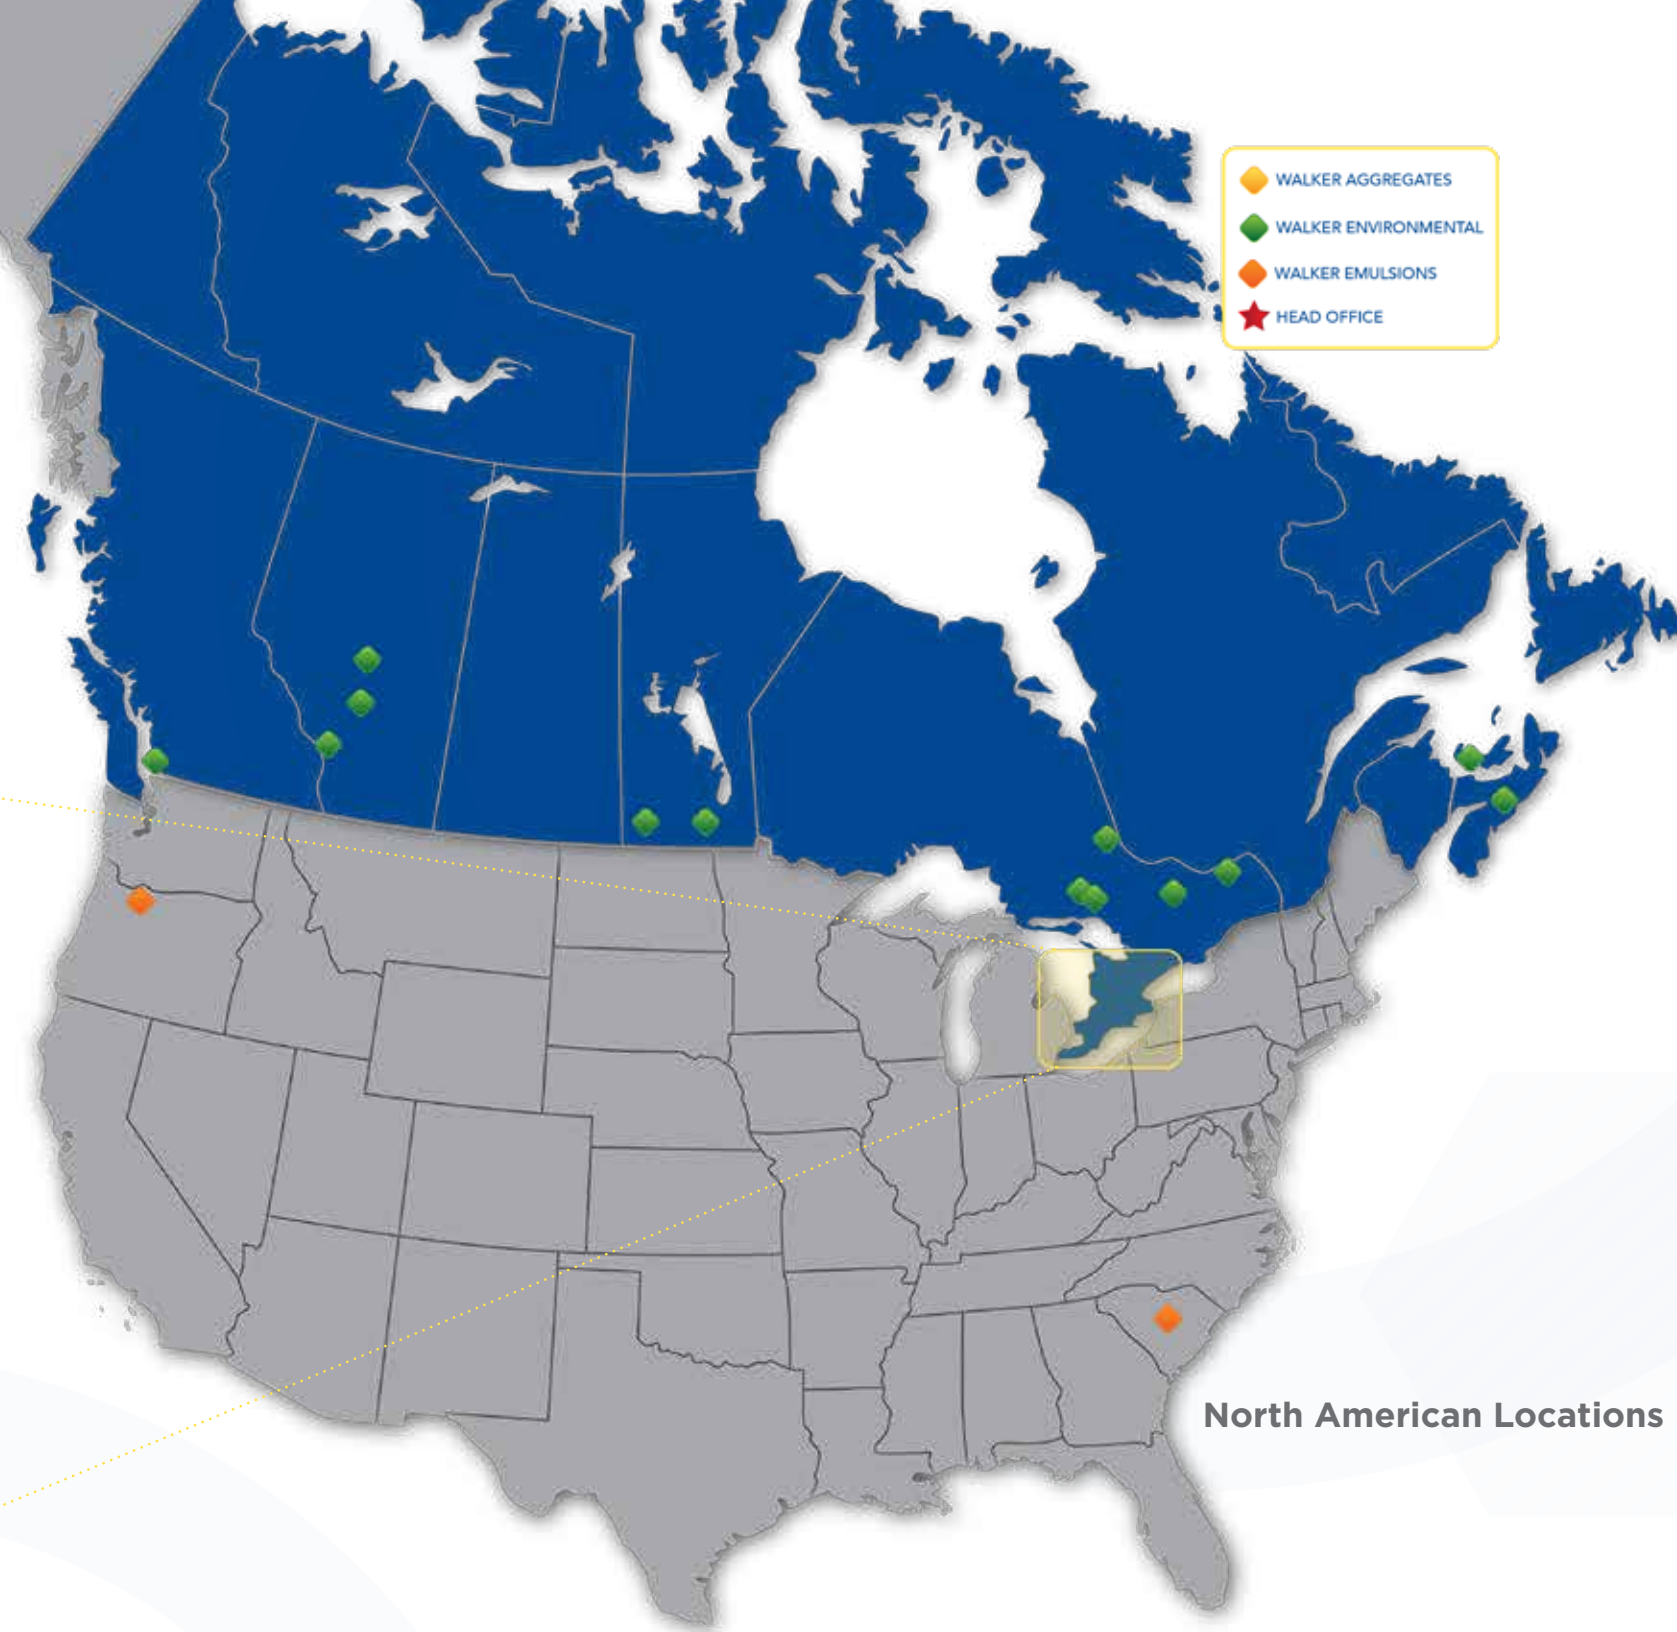 WALKER AGGREGATES
WALKER ENVIRONMENTAL
WALKER EMULSIONS
HEAD OFFICE
North American Locations